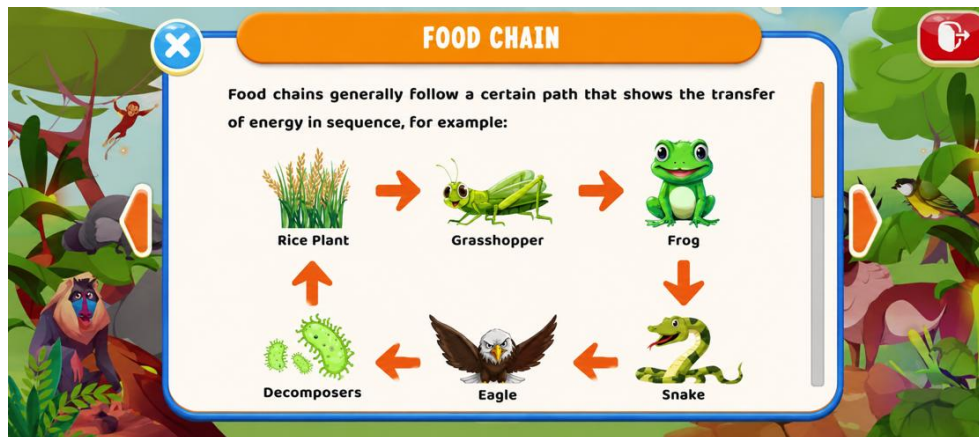 FOOD CHAIN
Food chains generally follow a certain path that shows the transfer
of energy in sequence, for example:
Rice Plant
Grasshopper
Frog
Decomposers
Eagle
Snake